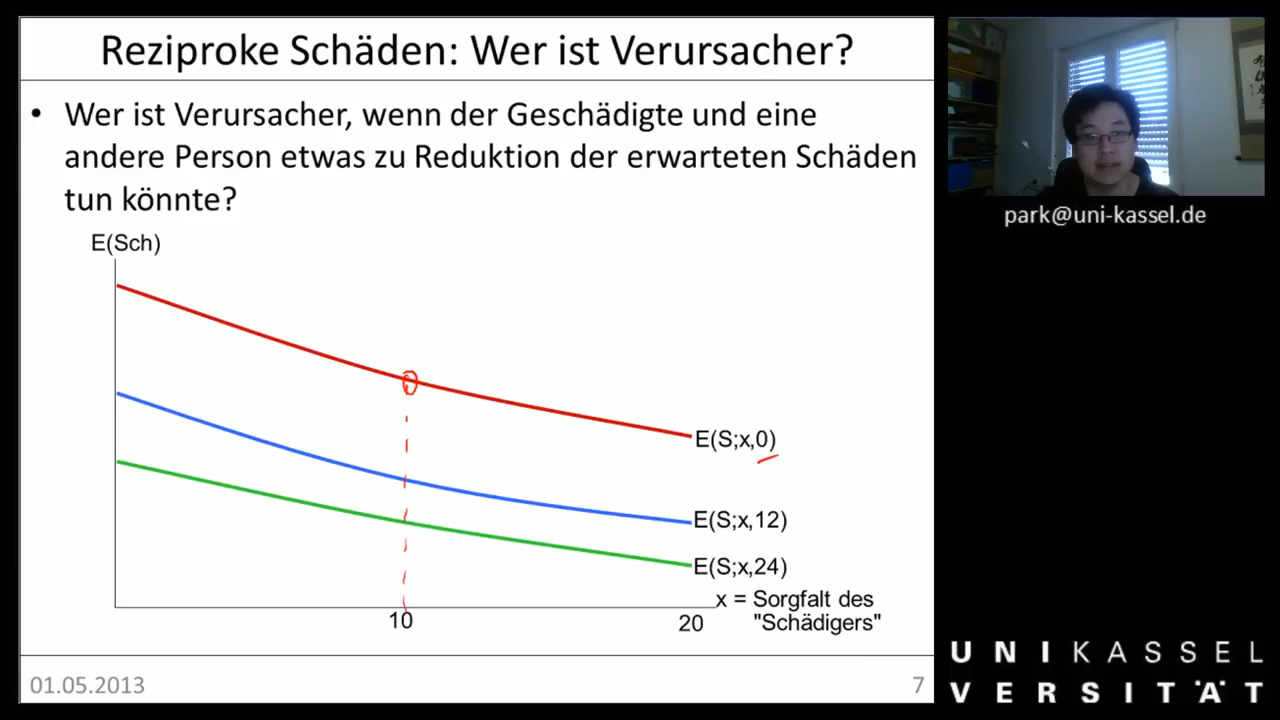 Reziproke Schäden: Wer ist Verursacher?
• Wer ist Verursacher, wenn der Geschädigte und eine
andere Person etwas zu Reduktion der erwarteten Schäden
tun könnte?
E(Sch)
E(S;x,0)
E(S;x,12)
E(S;x,24)
x = Sorgfalt des
"Schädigers"
10
20
01.05.2013
7
park@uni-kassel.de
UNIKASSEL
VERSITÄT